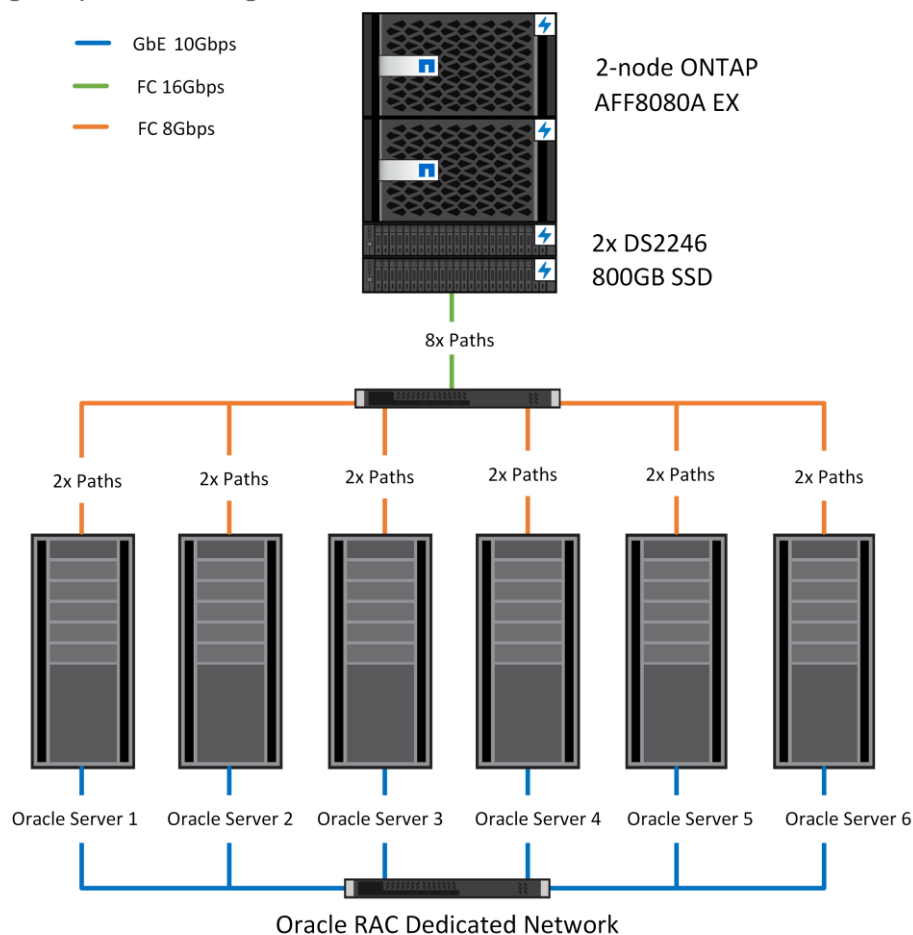 GbE 10Gbps
FC 16Gbps
FC 8Gbps
2-node ONTAP
AFF8080A EX
2x DS2246
800GB SSD
8x Paths
2x Paths
2x Paths
2x Paths
2x Paths
2x Paths
2x Paths
Oracle Server 1
Oracle Server 2
Oracle Server 3
Oracle Server 4
Oracle Server 5
Oracle Server 6
Oracle RAC Dedicated Network